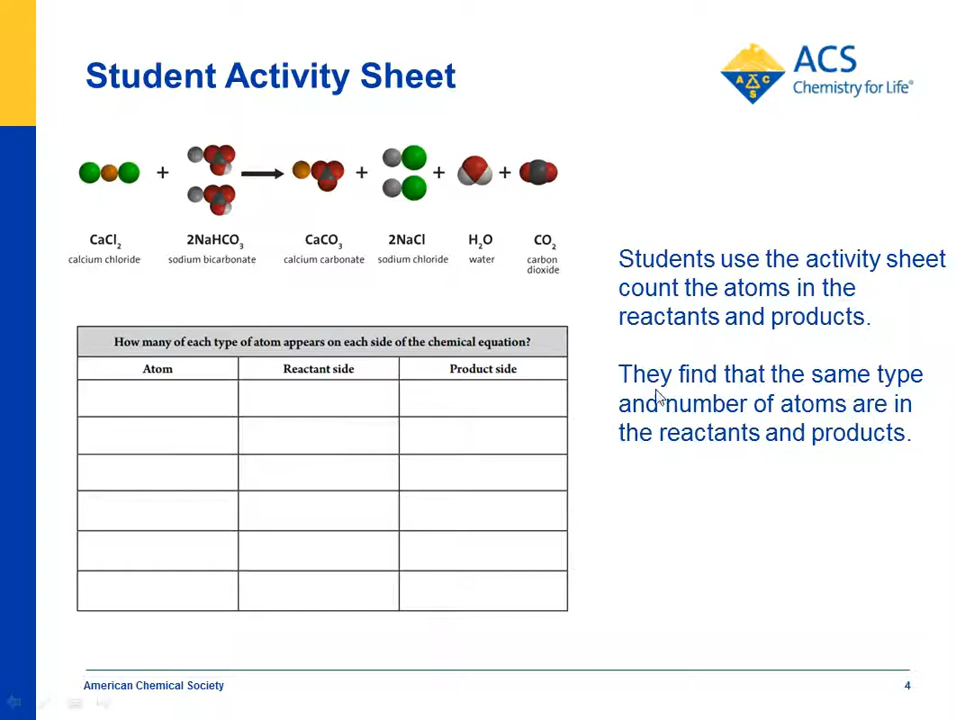 Student Activity Sheet
A C S
ACS
Chemistry for Life®
+ + + + +
CaCl₂ 2NaHCO₃ CaCO₃ 2NaCl H₂O CO₂
calcium chloride sodium bicarbonate calcium carbonate sodium chloride water carbon
dioxide
Students use the activity sheet
count the atoms in the
reactants and products.
They find that the same type
and number of atoms are in
the reactants and products.
How many of each type of atom appears on each side of the chemical equation?
Atom Reactant side Product side
American Chemical Society 4